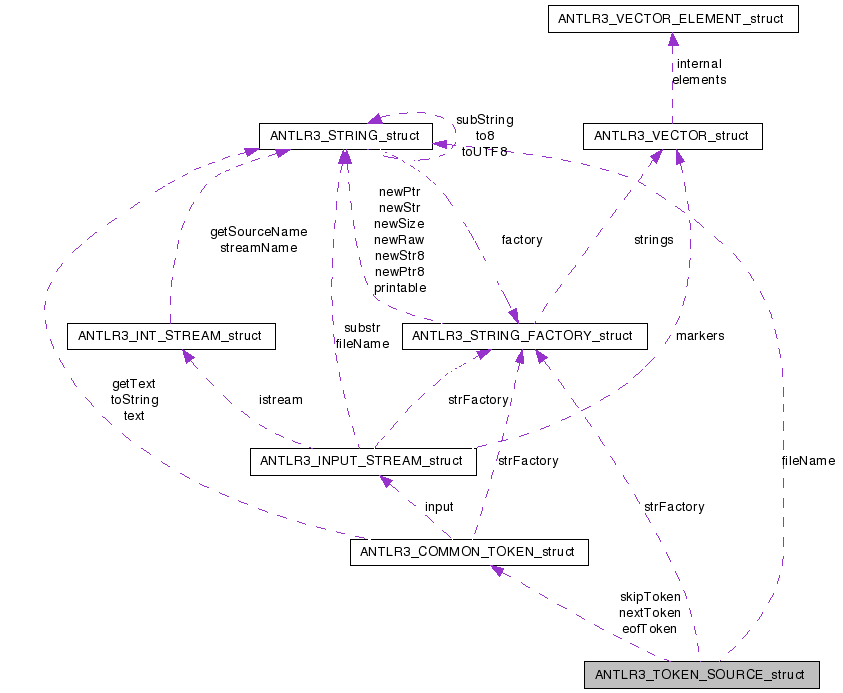 ANTLR3_VECTOR_ELEMENT_struct
internal
elements
subString
to8
toUTF8
ANTLR3_STRING_struct
ANTLR3_VECTOR_struct
newPtr
newStr
newSize
newRaw
newStr8
newPtr8
printable
getSourceName
streamName
factory
strings
ANTLR3_INT_STREAM_struct
substr
fileName
ANTLR3_STRING_FACTORY_struct
markers
getText
toString
text
istream
strFactory
ANTLR3_INPUT_STREAM_struct
strFactory
fileName
input
strFactory
ANTLR3_COMMON_TOKEN_struct
skipToken
nextToken
eofToken
ANTLR3_TOKEN_SOURCE_struct